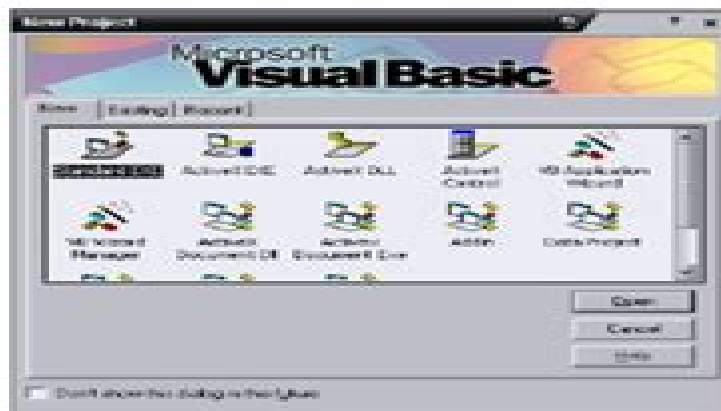 New Project
Microsoft
Visual Basic
New Existing Recent
Standard EXE ActiveX EXE ActiveX DLL ActiveX Control VB Application Wizard
VB Wizard Manager ActiveX Document Dll ActiveX Document Exe Addin Data Project
Open
Cancel
Help
Don't show this dialog in the future